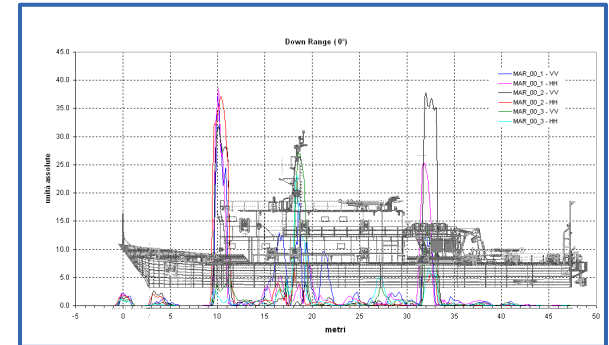 Down Range ( 0°)
45.0
40.0
35.0
30.0
25.0
20.0
15.0
10.0
5.0
0.0
unità assolute
-5 0 5 10 15 20 25 30 35 40 45 50
metri
MAR_00_1 - VV
MAR_00_1 - HH
MAR_00_2 - VV
MAR_00_2 - HH
MAR_00_3 - VV
MAR_00_3 - HH